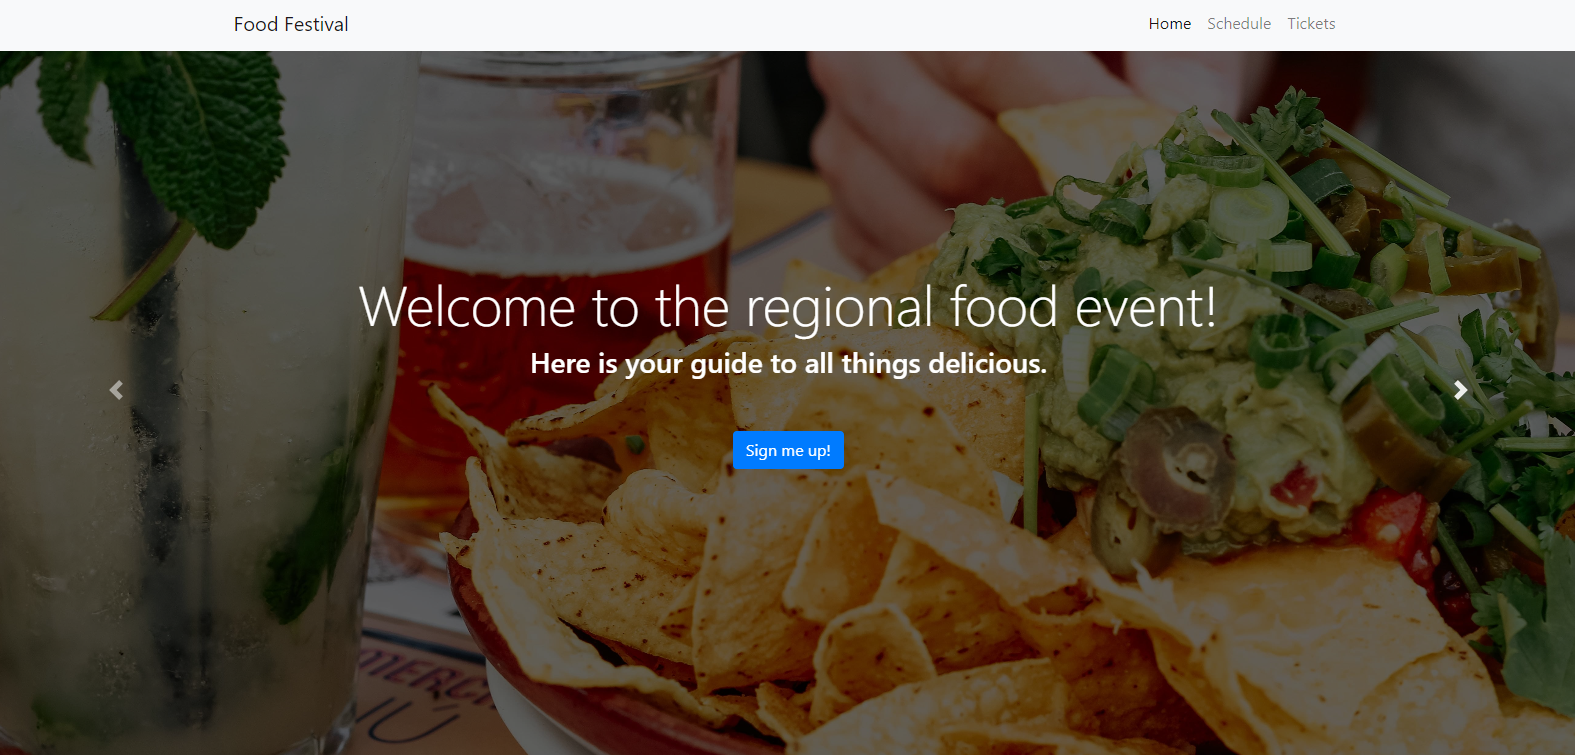 Food Festival
Home Schedule Tickets
Welcome to the regional food event!
Here is your guide to all things delicious.
Sign me up!